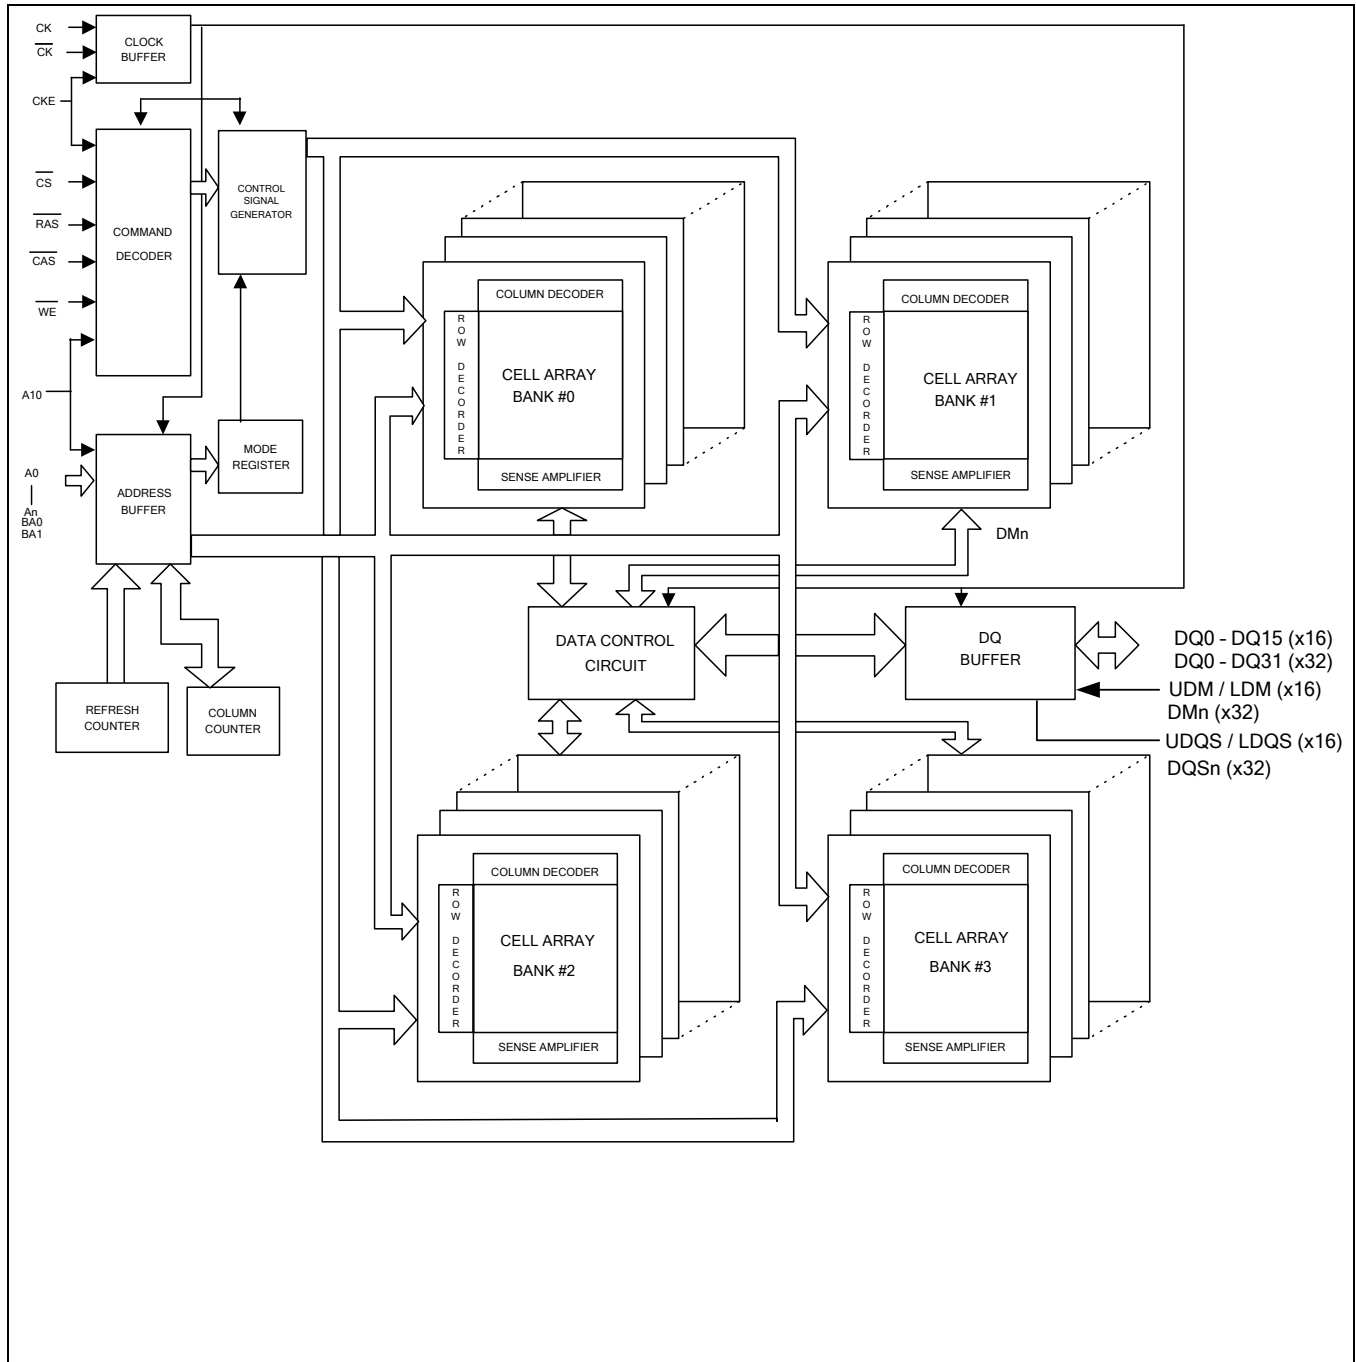 CK
CK
CKE
CS
RAS
CAS
WE
A10
A0
An
BA0
BA1
CLOCK
BUFFER
COMMAND
DECODER
CONTROL
SIGNAL
GENERATOR
MODE
REGISTER
ADDRESS
BUFFER
REFRESH
COUNTER
COLUMN
COUNTER
COLUMN DECODER
ROW DECORDER
CELL ARRAY
BANK #0
SENSE AMPLIFIER
COLUMN DECODER
ROW DECORDER
CELL ARRAY
BANK #1
SENSE AMPLIFIER
DMn
DATA CONTROL
CIRCUIT
DQ
BUFFER
DQ0 - DQ15 (x16)
DQ0 - DQ31 (x32)
UDM / LDM (x16)
DMn (x32)
UDQS / LDQS (x16)
DQSn (x32)
COLUMN DECODER
ROW DECORDER
CELL ARRAY
BANK #2
SENSE AMPLIFIER
COLUMN DECODER
ROW DECORDER
CELL ARRAY
BANK #3
SENSE AMPLIFIER